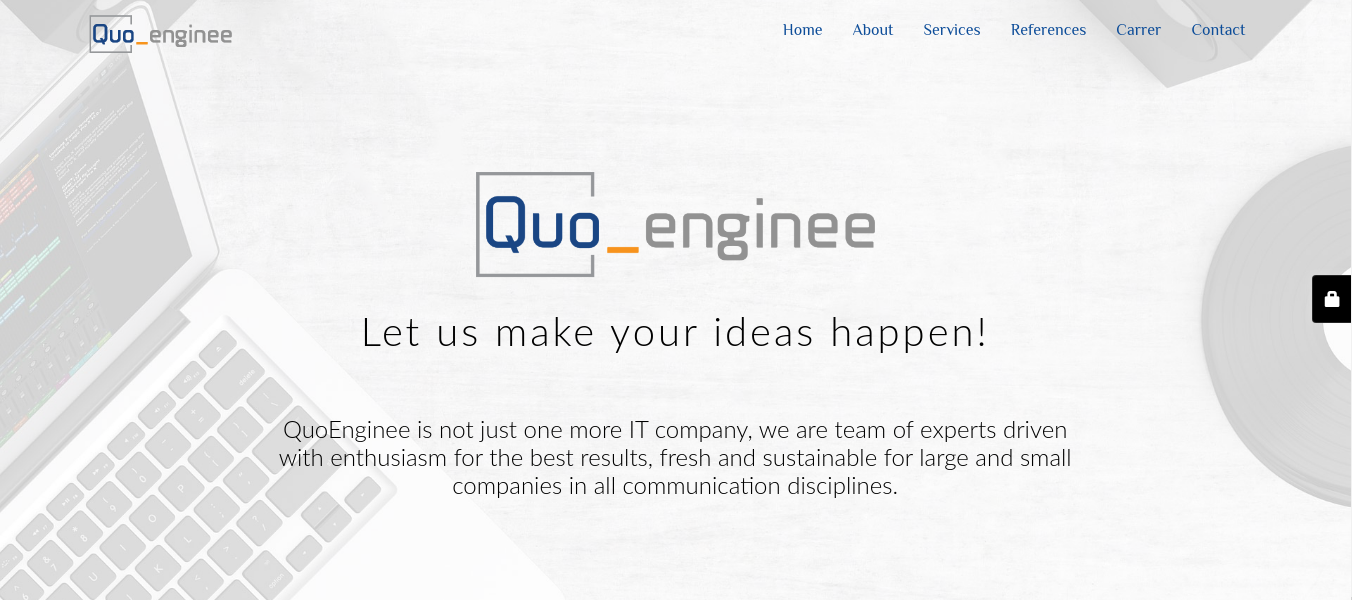 Quo_enginee
Home About Services References Carrer Contact
Quo_enginee
Let us make your ideas happen!
QuoEnginee is not just one more IT company, we are team of experts driven
with enthusiasm for the best results, fresh and sustainable for large and small
companies in all communication disciplines.